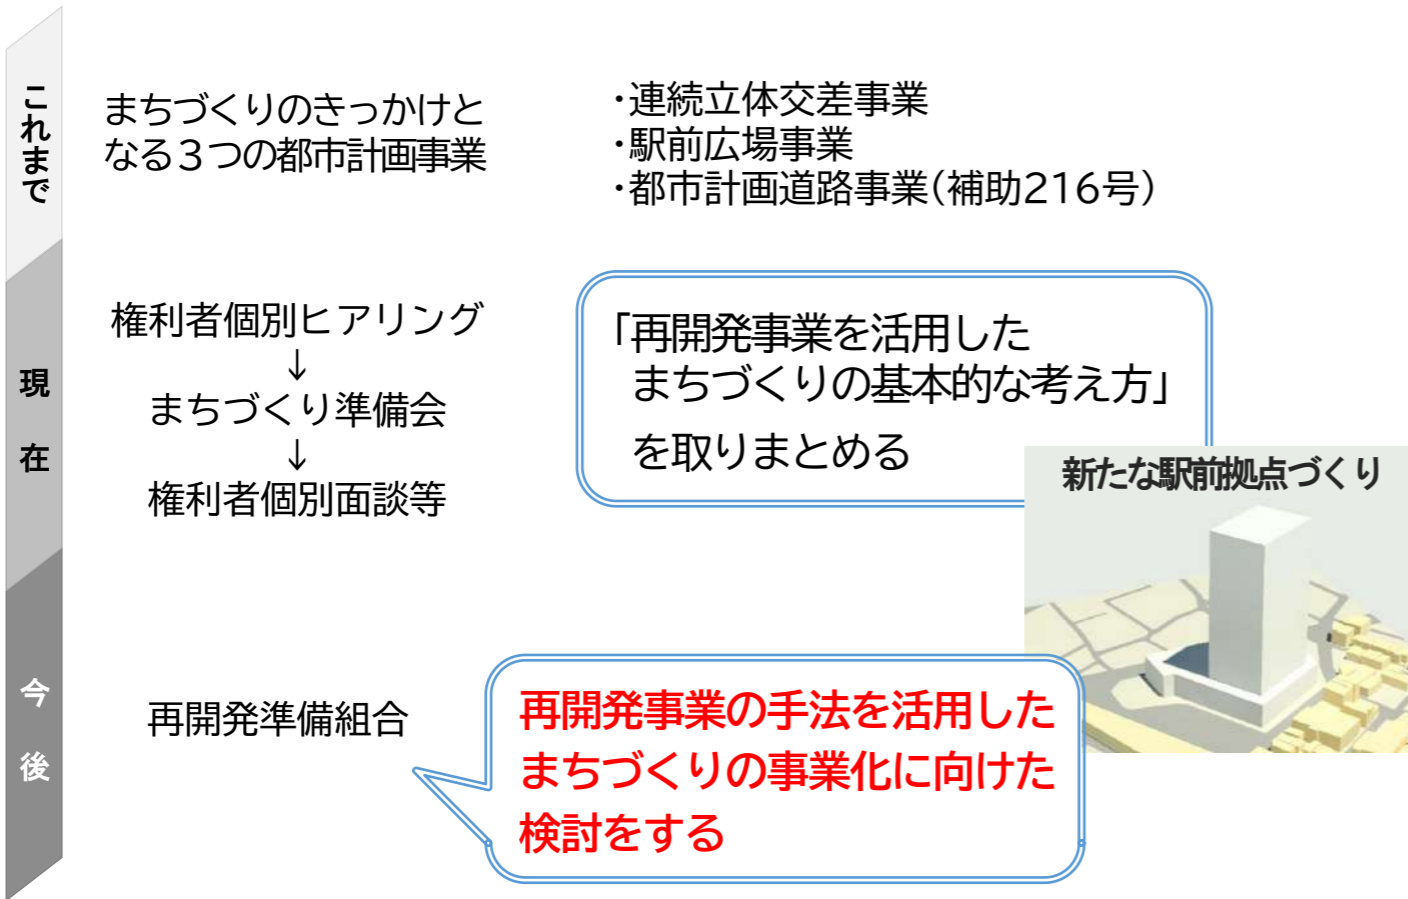 これまで
まちづくりのきっかけと
なる３つの都市計画事業
・連続立体交差事業
・駅前広場事業
・都市計画道路事業(補助216号)
現在
権利者個別ヒアリング
↓
まちづくり準備会
↓
権利者個別面談等
「再開発事業を活用した
まちづくりの基本的な考え方」
を取りまとめる
新たな駅前拠点づくり
今後
再開発準備組合
再開発事業の手法を活用した
まちづくりの事業化に向けた
検討をする